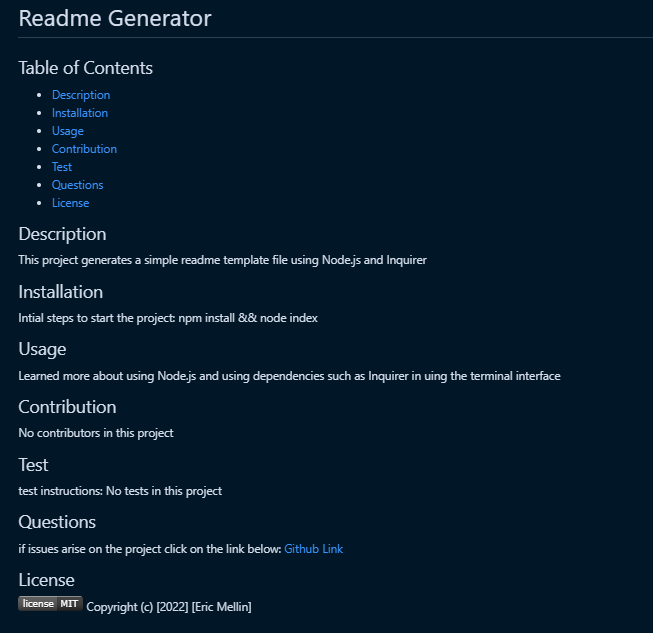 Readme Generator
Table of Contents
Description
Installation
Usage
Contribution
Test
Questions
License
Description
This project generates a simple readme template file using Node.js and Inquirer
Installation
Intial steps to start the project: npm install && node index
Usage
Learned more about using Node.js and using dependencies such as Inquirer in uing the terminal interface
Contribution
No contributors in this project
Test
test instructions: No tests in this project
Questions
if issues arise on the project click on the link below: Github Link
License
license MIT Copyright (c) [2022] [Eric Mellin]